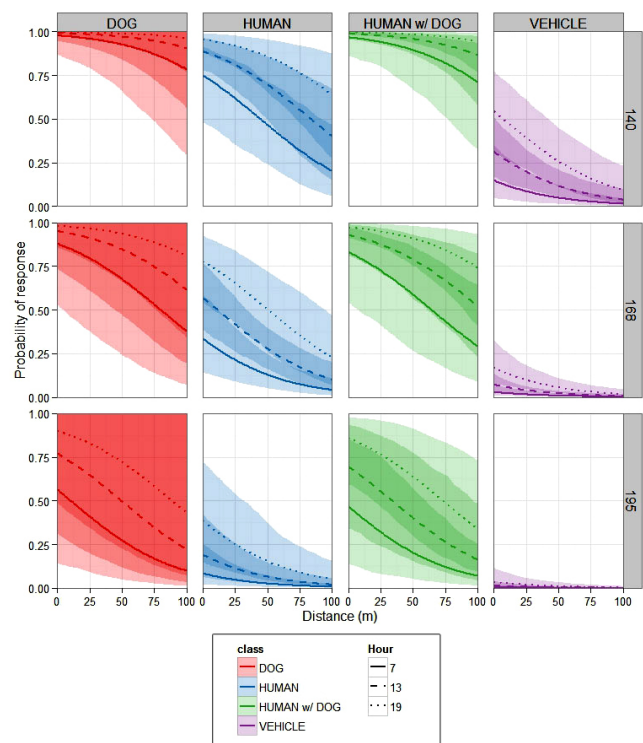 DOG HUMAN HUMAN w/ DOG VEHICLE
1.00
0.75
0.50
0.25
0.00
140
1.00
0.75
0.50
0.25
0.00
168
1.00
0.75
0.50
0.25
0.00
195
Probability of response
0 25 50 75 100 0 25 50 75 100 0 25 50 75 100 0 25 50 75 100
Distance (m)
class Hour
DOG 7
HUMAN 13
HUMAN w/ DOG 19
VEHICLE